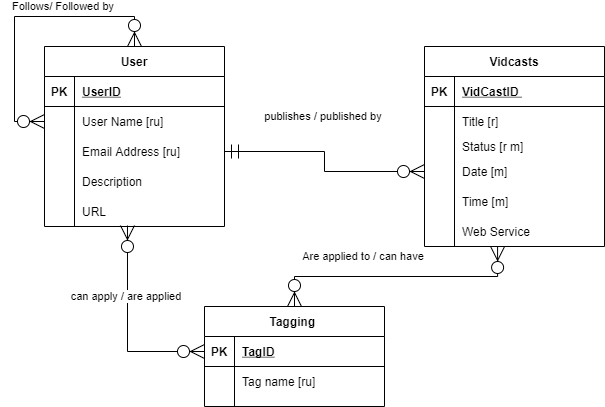 Follows/ Followed by
User
PK UserID
User Name [ru]
Email Address [ru]
Description
URL
publishes / published by
Vidcasts
PK VidCastID
Title [r]
Status [r m]
Date [m]
Time [m]
Web Service
Are applied to / can have
can apply / are applied
Tagging
PK TagID
Tag name [ru]